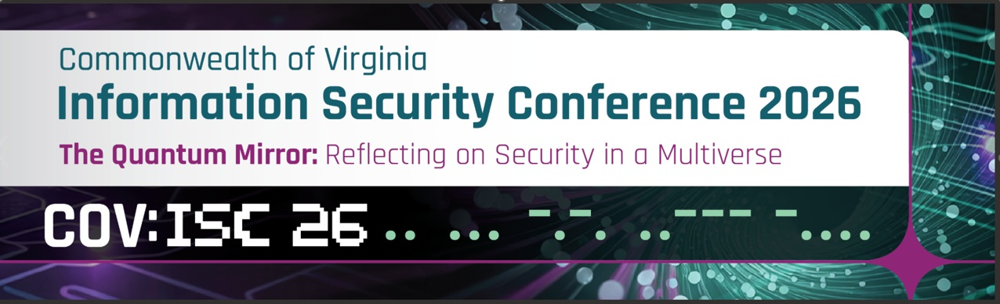 Commonwealth of Virginia
Information Security Conference 2026
The Quantum Mirror: Reflecting on Security in a Multiverse
COV:ISC 26 .. ... -.-. ..--- -....